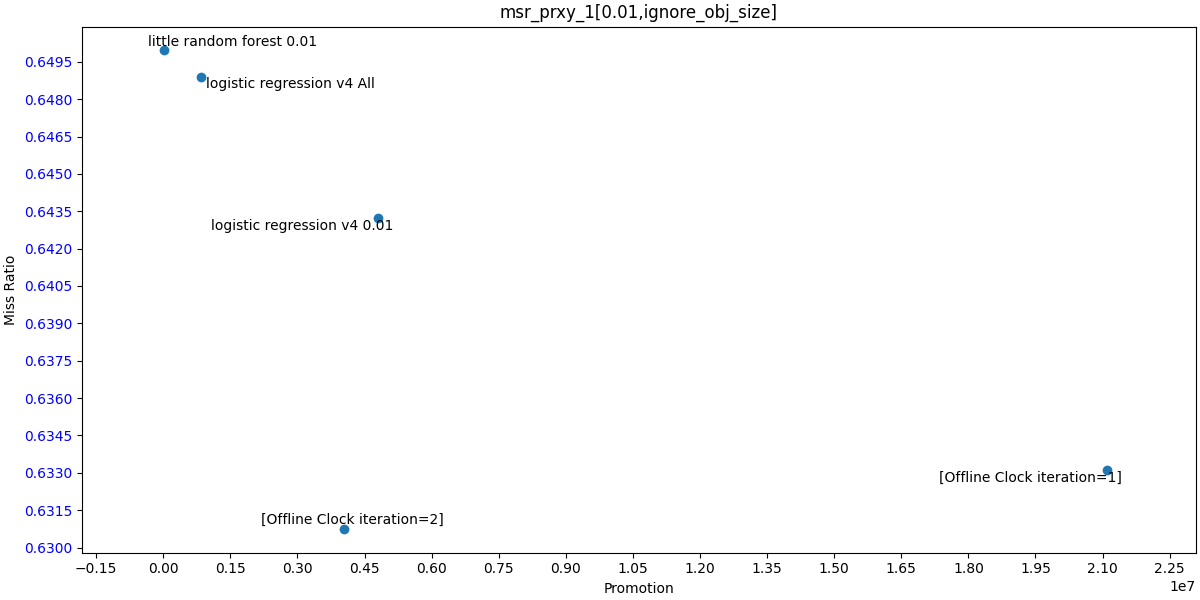 msr_prxy_1[0.01,ignore_obj_size]
little random forest 0.01
logistic regression v4 All
logistic regression v4 0.01
[Offline Clock iteration=1]
[Offline Clock iteration=2]
Miss Ratio
0.6495
0.6480
0.6465
0.6450
0.6435
0.6420
0.6405
0.6390
0.6375
0.6360
0.6345
0.6330
0.6315
0.6300
−0.15 0.00 0.15 0.30 0.45 0.60 0.75 0.90 1.05 1.20 1.35 1.50 1.65 1.80 1.95 2.10 2.25
1e7
Promotion